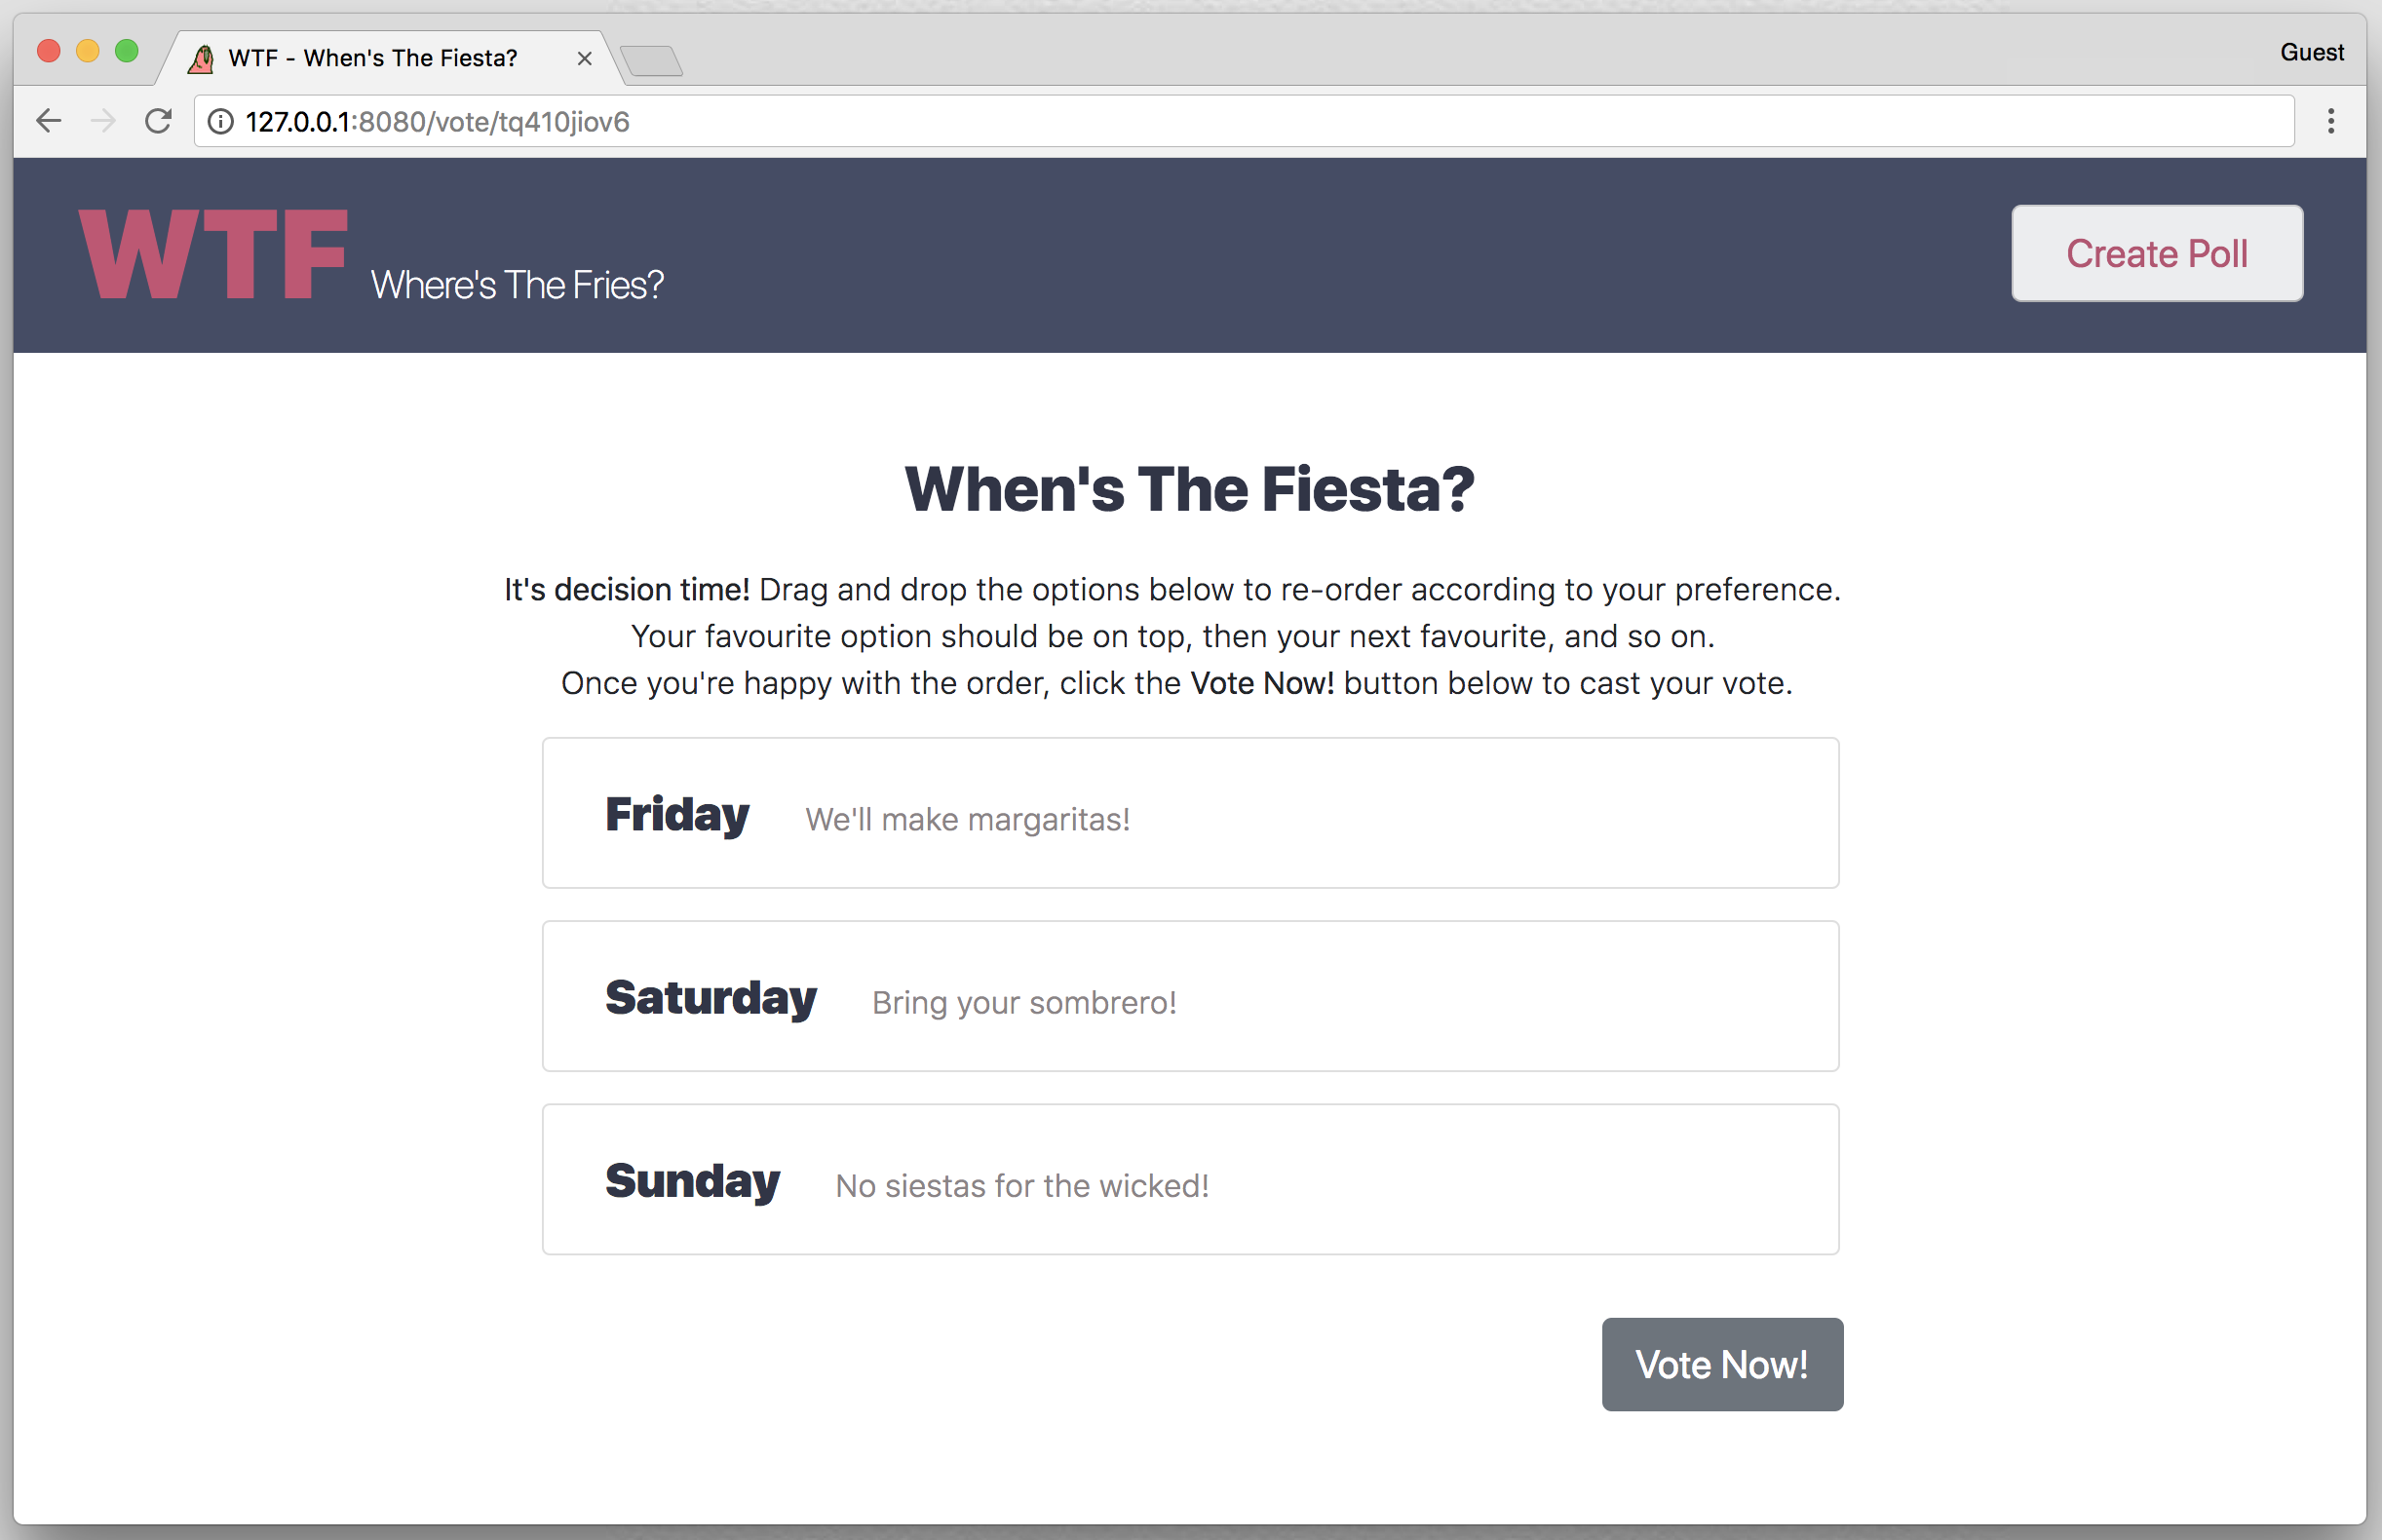 WTF - When's The Fiesta?
Guest
127.0.0.1:8080/vote/tq410jiov6
WTF Where's The Fries?
Create Poll
When's The Fiesta?
It's decision time! Drag and drop the options below to re-order according to your preference.
Your favourite option should be on top, then your next favourite, and so on.
Once you're happy with the order, click the Vote Now! button below to cast your vote.
Friday We'll make margaritas!
Saturday Bring your sombrero!
Sunday No siestas for the wicked!
Vote Now!